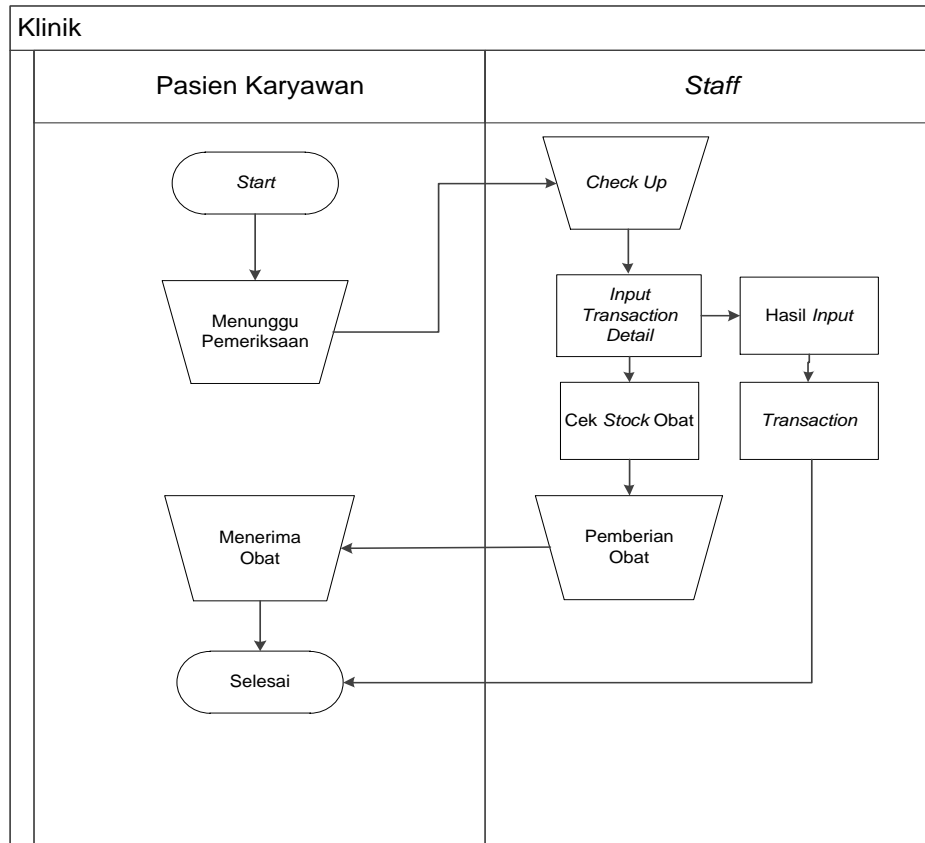 Klinik
Pasien Karyawan
Staff
Start
Check Up
Menunggu
Pemeriksaan
Input
Transaction
Detail
Hasil Input
Cek Stock Obat
Transaction
Menerima
Obat
Pemberian
Obat
Selesai